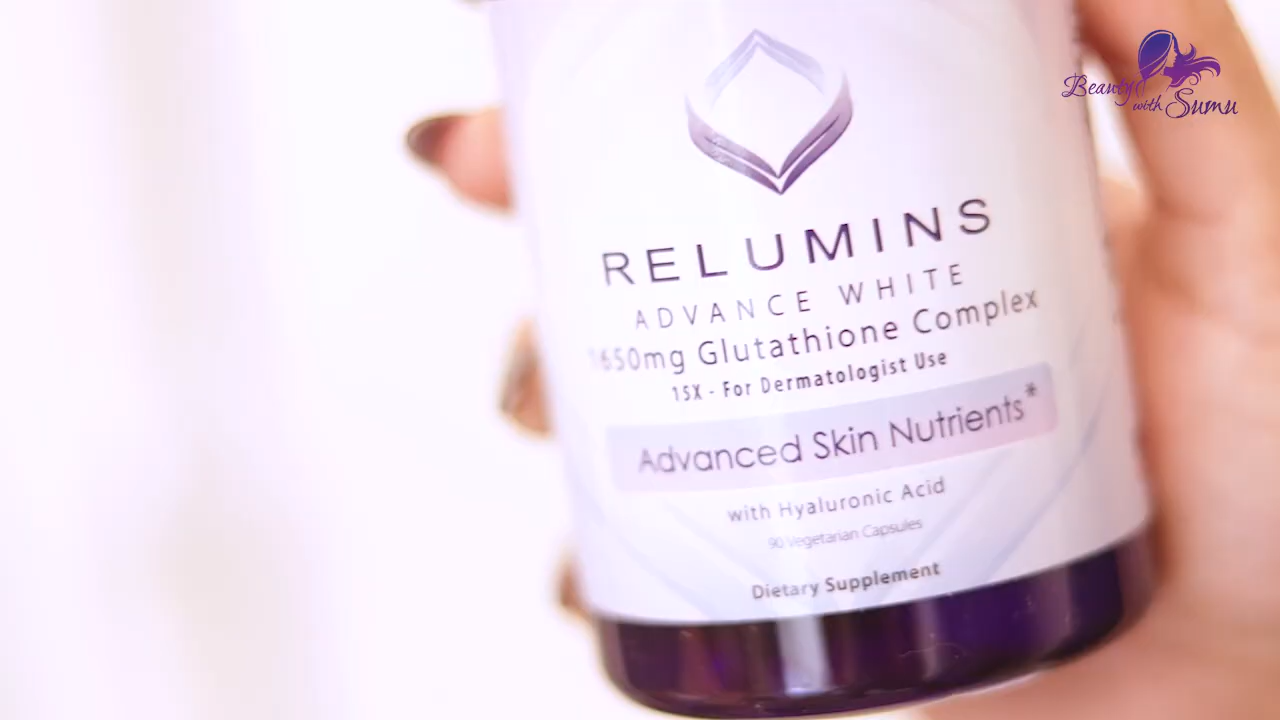 Beauty
with Sumu
RELUMINS
ADVANCE WHITE
1650mg Glutathione Complex
15X - For Dermatologist Use
Advanced Skin Nutrients*
with Hyaluronic Acid
90 Vegetarian Capsules
Dietary Supplement